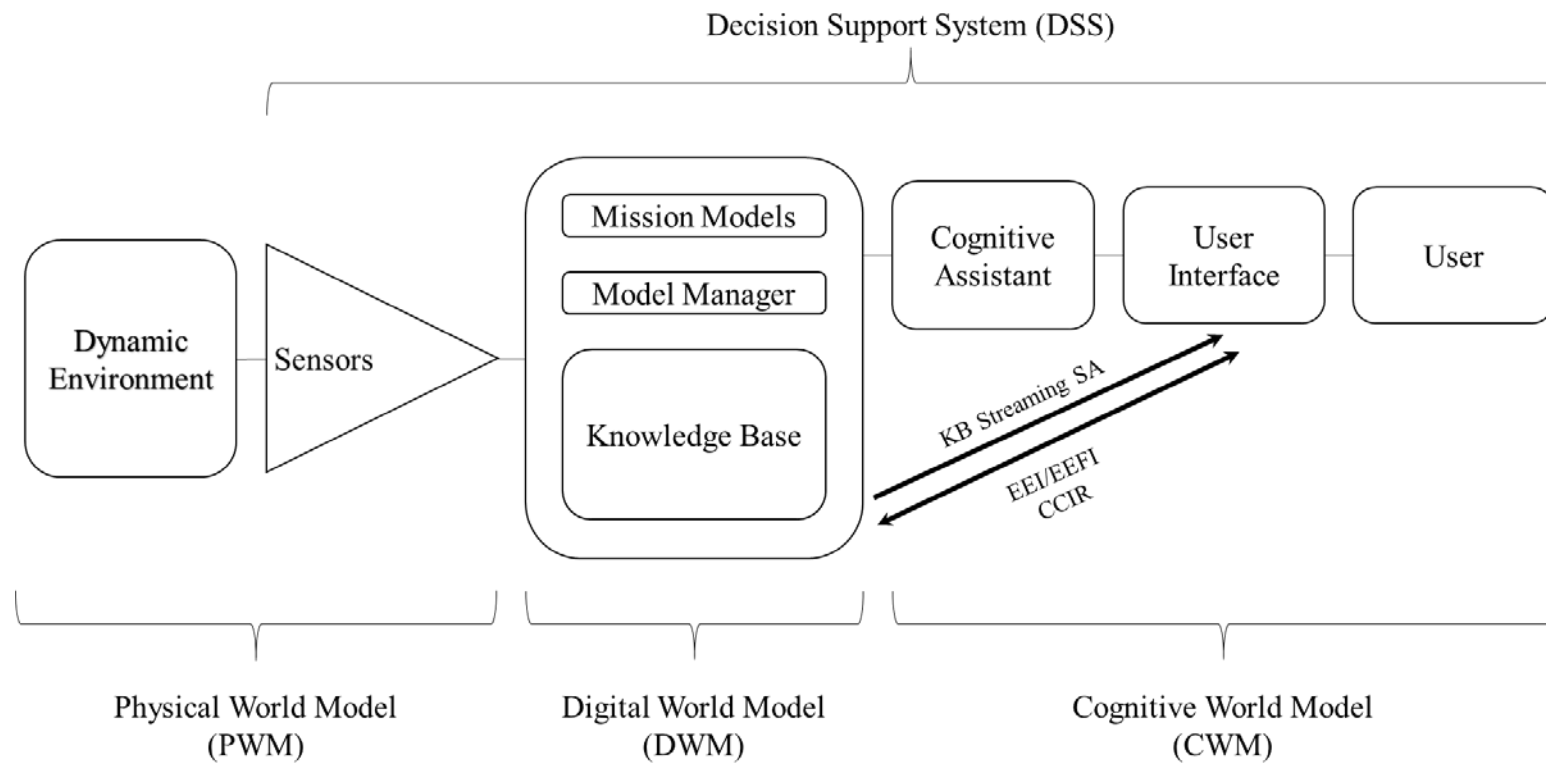 Decision Support System (DSS)
Mission Models
Model Manager
Knowledge Base
Dynamic
Environment
Sensors
Cognitive
Assistant
User
Interface
User
KB Streaming SA
EEI/EEFI
CCIR
Physical World Model
(PWM)
Digital World Model
(DWM)
Cognitive World Model
(CWM)